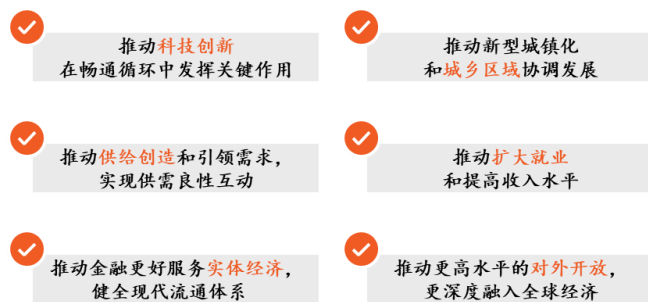 推动科技创新
在畅通循环中发挥关键作用
推动新型城镇化
和城乡区域协调发展
推动供给创造和引领需求，
实现供需良性互动
推动扩大就业
和提高收入水平
推动金融更好服务实体经济，
健全现代流通体系
推动更高水平的对外开放，
更深度融入全球经济